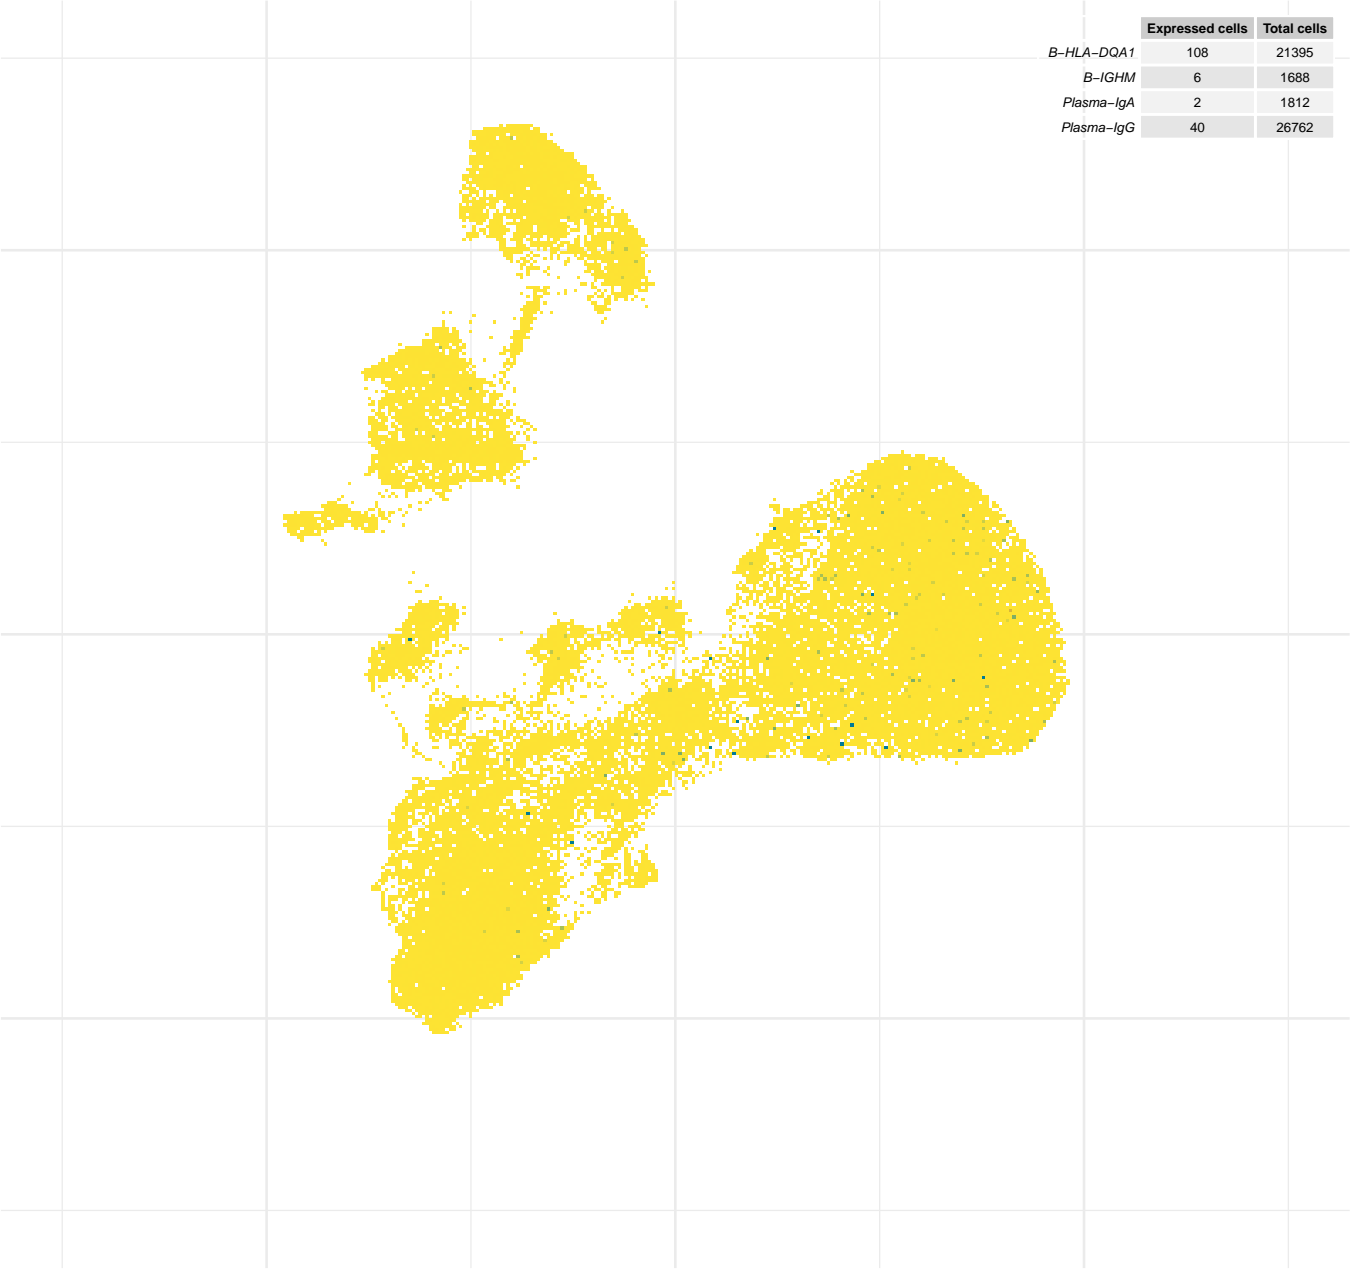 Expressed cells Total cells
B−HLA−DQA1 108 21395
B−IGHM 6 1688
Plasma−IgA 2 1812
Plasma−IgG 40 26762